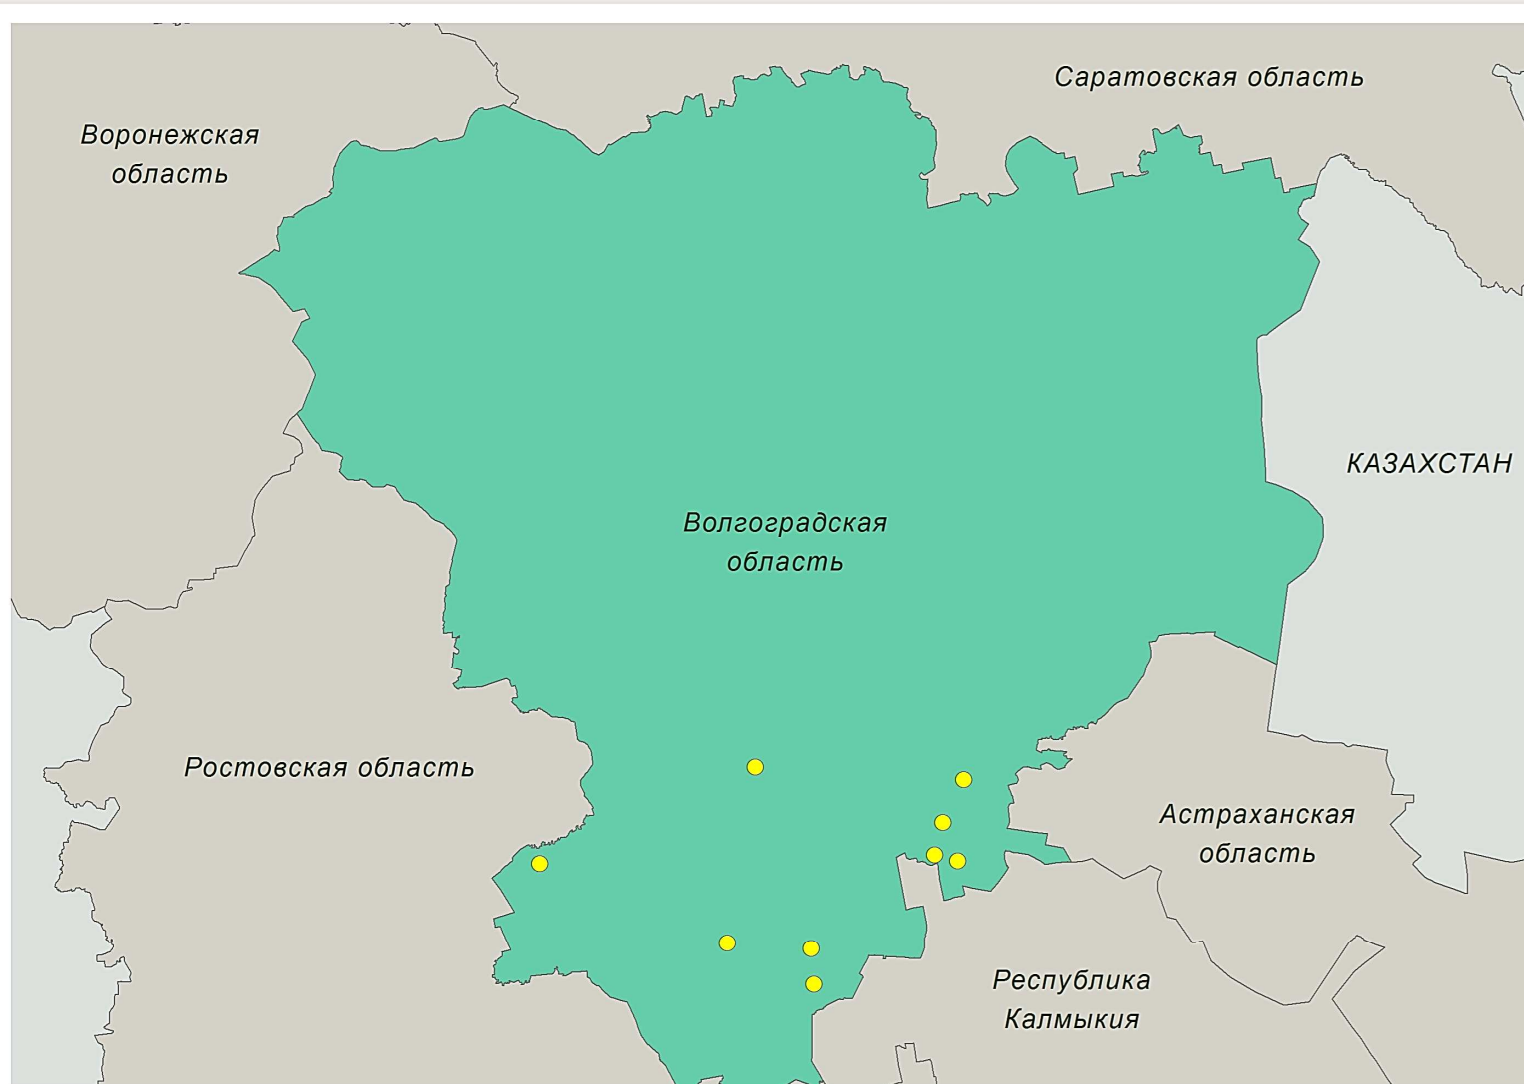 Саратовская область
Воронежская
область
КАЗАХСТАН
Волгоградская
область
Ростовская область
Астраханская
область
Республика
Калмыкия